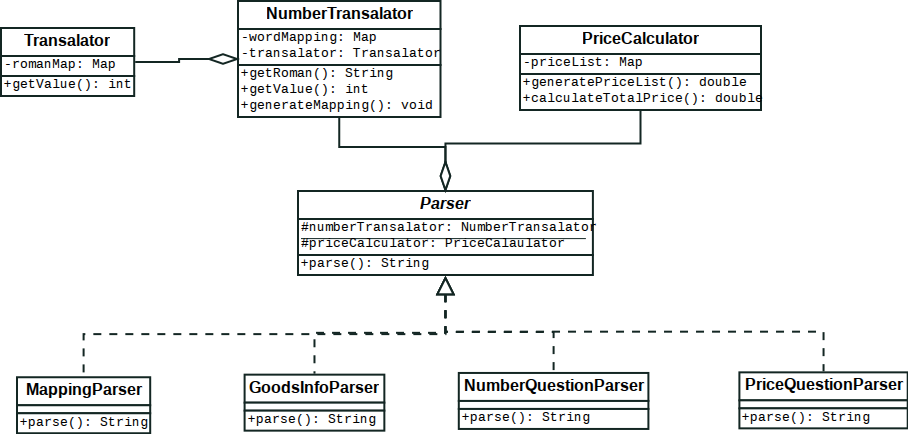 Transalator
-romanMap: Map
+getValue(): int
NumberTransalator
-wordMapping: Map
-transalator: Transalator
+getRoman(): String
+getValue(): int
+generateMapping(): void
PriceCalculator
-priceList: Map
+generatePriceList(): double
+calculateTotalPrice(): double
Parser
#numberTransalator: NumberTransalator
#priceCalculator: PriceCalaulator
+parse(): String
MappingParser
+parse(): String
GoodsInfoParser
+parse(): String
NumberQuestionParser
+parse(): String
PriceQuestionParser
+parse(): String